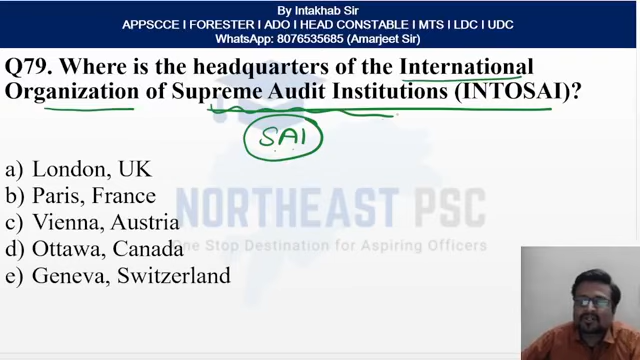 By Intakhab Sir
APPSCCE I FORESTER I ADO I HEAD CONSTABLE I MTS I LDC I UDC
WhatsApp: 8076535685 (Amarjeet Sir)
Q79. Where is the headquarters of the International
Organization of Supreme Audit Institutions (INTOSAI)?
SAI
a) London, UK
b) Paris, France
c) Vienna, Austria
d) Ottawa, Canada
e) Geneva, Switzerland
NORTHEAST PSC
One Stop Destination for Aspiring Officers